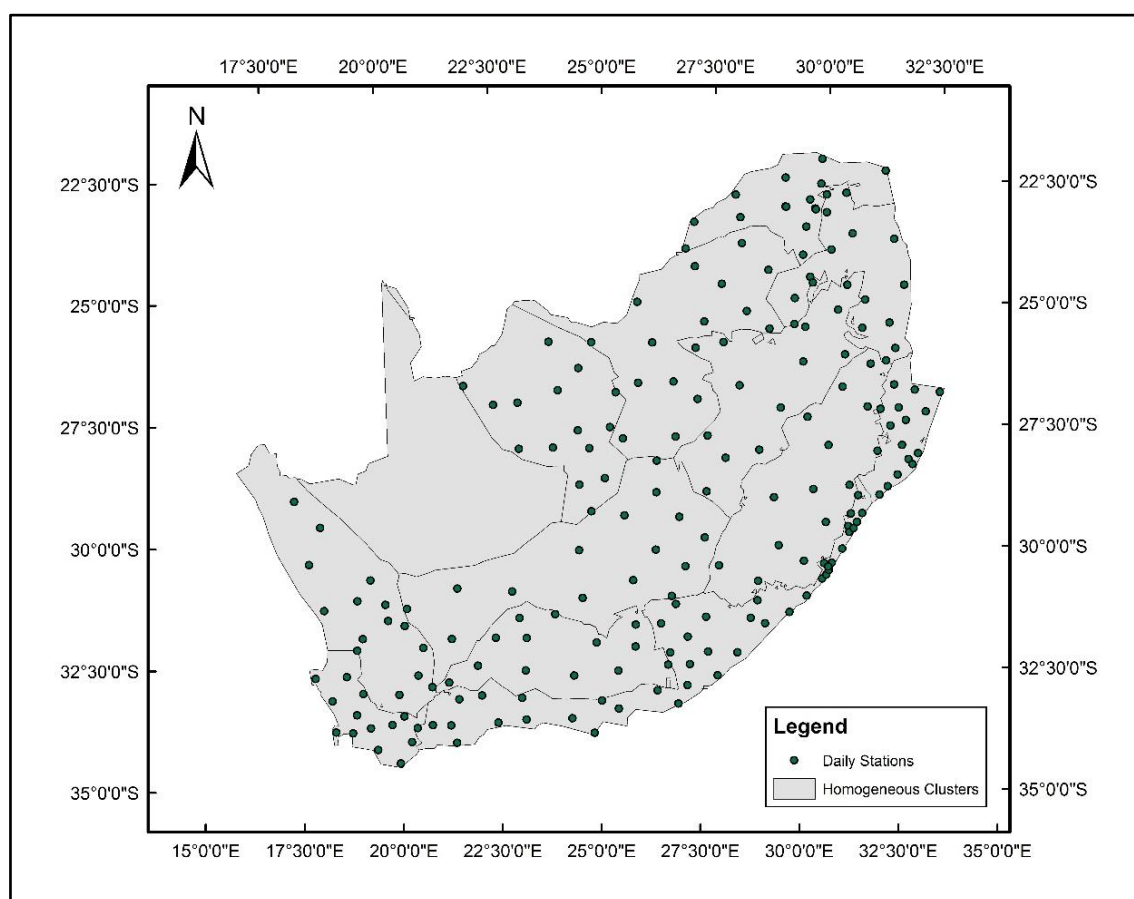 17°30'0"E 20°0'0"E 22°30'0"E 25°0'0"E 27°30'0"E 30°0'0"E 32°30'0"E
N
22°30'0"S 22°30'0"S
25°0'0"S 25°0'0"S
27°30'0"S 27°30'0"S
30°0'0"S 30°0'0"S
32°30'0"S 32°30'0"S
Legend
Daily Stations
Homogeneous Clusters
35°0'0"S 35°0'0"S
15°0'0"E 17°30'0"E 20°0'0"E 22°30'0"E 25°0'0"E 27°30'0"E 30°0'0"E 32°30'0"E 35°0'0"E